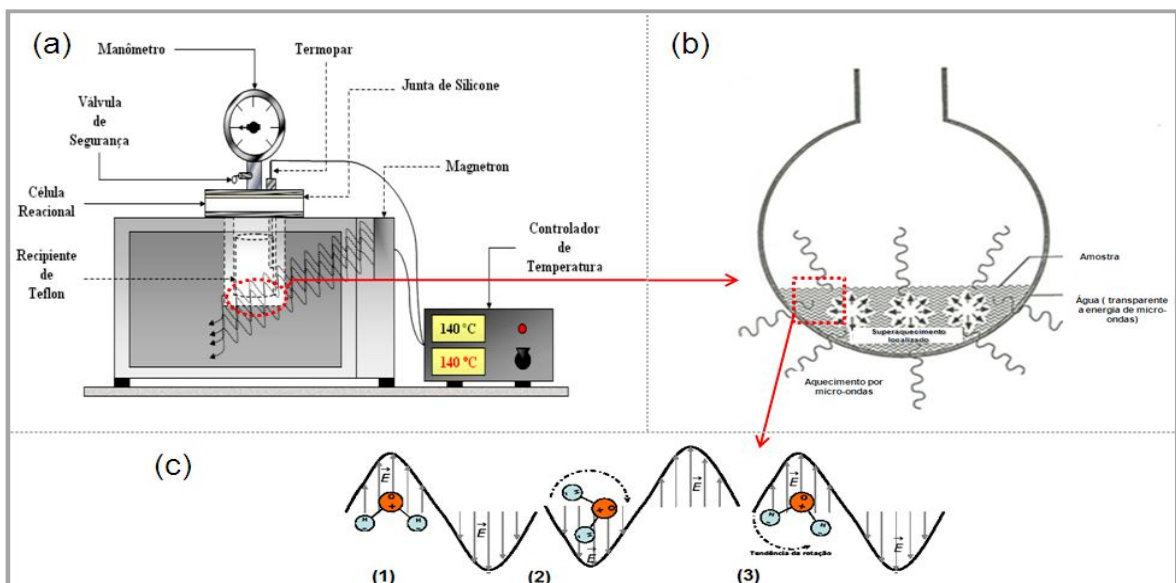 (a)
Manômetro
Termopar
Junta de Silicone
Válvula
de
Segurança
Magnetron
Célula
Reacional
Controlador
de
Temperatura
Recipiente
de
Teflon
140 °C
140 °C
(b)
Amostra
Água ( transparente
a energia de micro-
ondas)
Superaquecimento
localizado
Aquecimento por
micro-ondas
(c)
E
E
E
E
E
E
O
+
O
+
O
+
Tendência da rotação
(1)
(2)
(3)